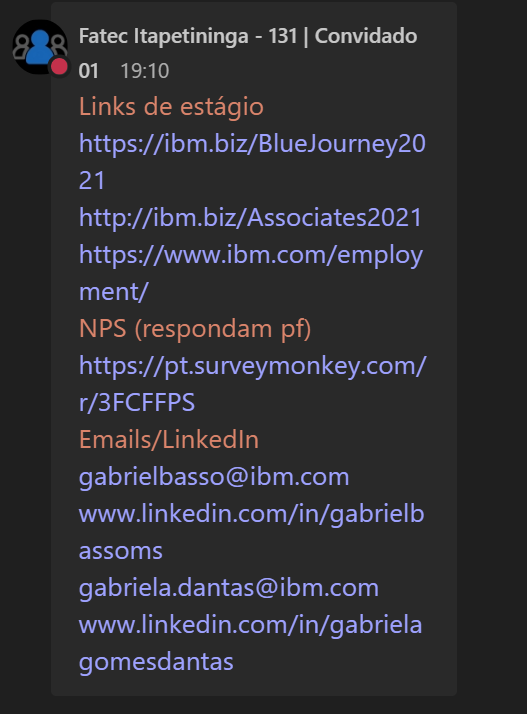 Fatec Itapetininga - 131 | Convidado
01 19:10
Links de estágio
https://ibm.biz/BlueJourney20
21
http://ibm.biz/Associates2021
https://www.ibm.com/employ
ment/
NPS (respondam pf)
https://pt.surveymonkey.com/
r/3FCFFPS
Emails/LinkedIn
gabrielbasso@ibm.com
www.linkedin.com/in/gabrielb
assoms
gabriela.dantas@ibm.com
www.linkedin.com/in/gabriela
gomesdantas